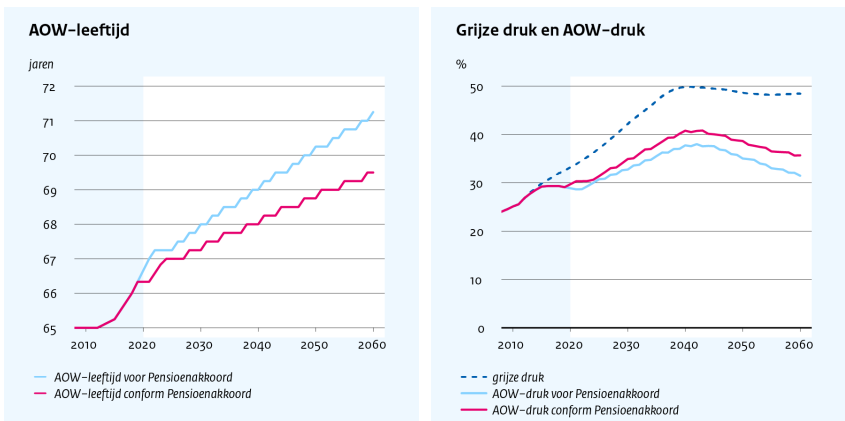 AOW-leeftijd
jaren
72
71
70
69
68
67
66
65
2010 2020 2030 2040 2050 2060
AOW-leeftijd voor Pensioenakkoord
AOW-leeftijd conform Pensioenakkoord
Grijze druk en AOW-druk
%
50
40
30
20
10
0
2010 2020 2030 2040 2050 2060
grijze druk
AOW-druk voor Pensioenakkoord
AOW-druk conform Pensioenakkoord